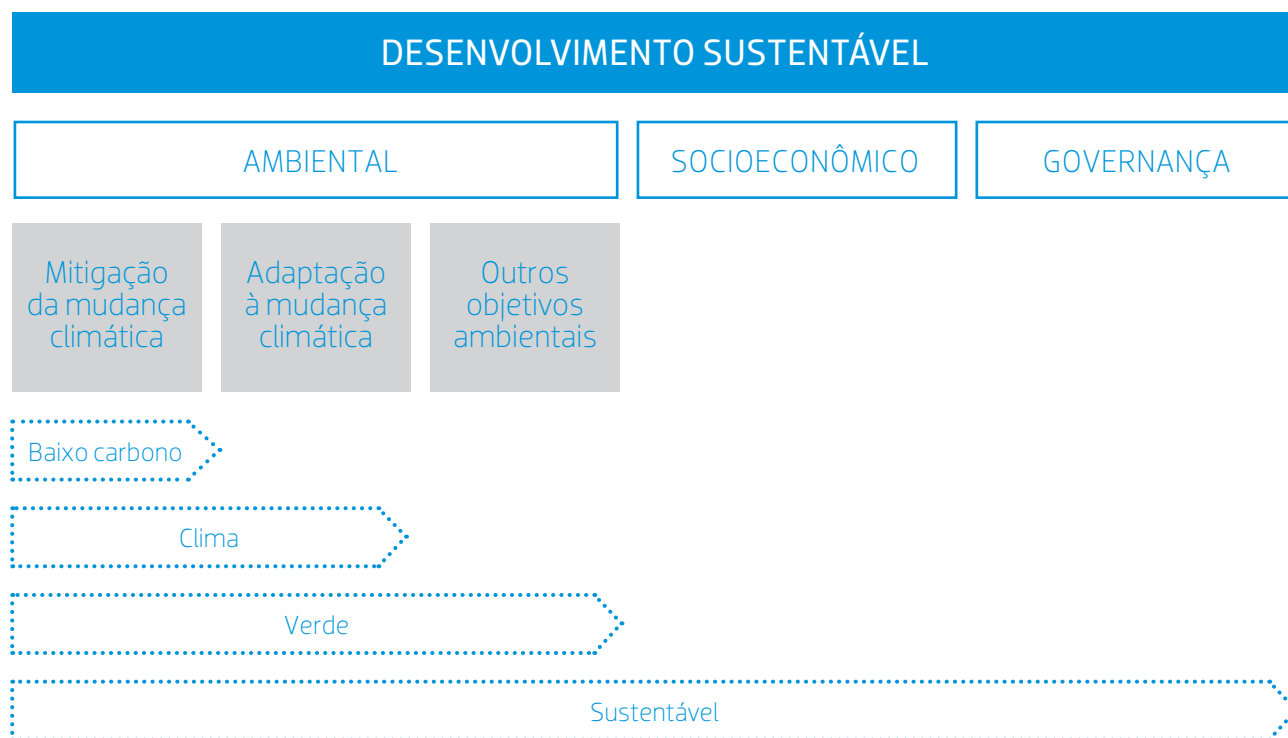 DESENVOLVIMENTO SUSTENTÁVEL
AMBIENTAL
SOCIOECONÔMICO
GOVERNANÇA
Mitigação
da mudança
climática
Adaptação
à mudança
climática
Outros
objetivos
ambientais
Baixo carbono
Clima
Verde
Sustentável